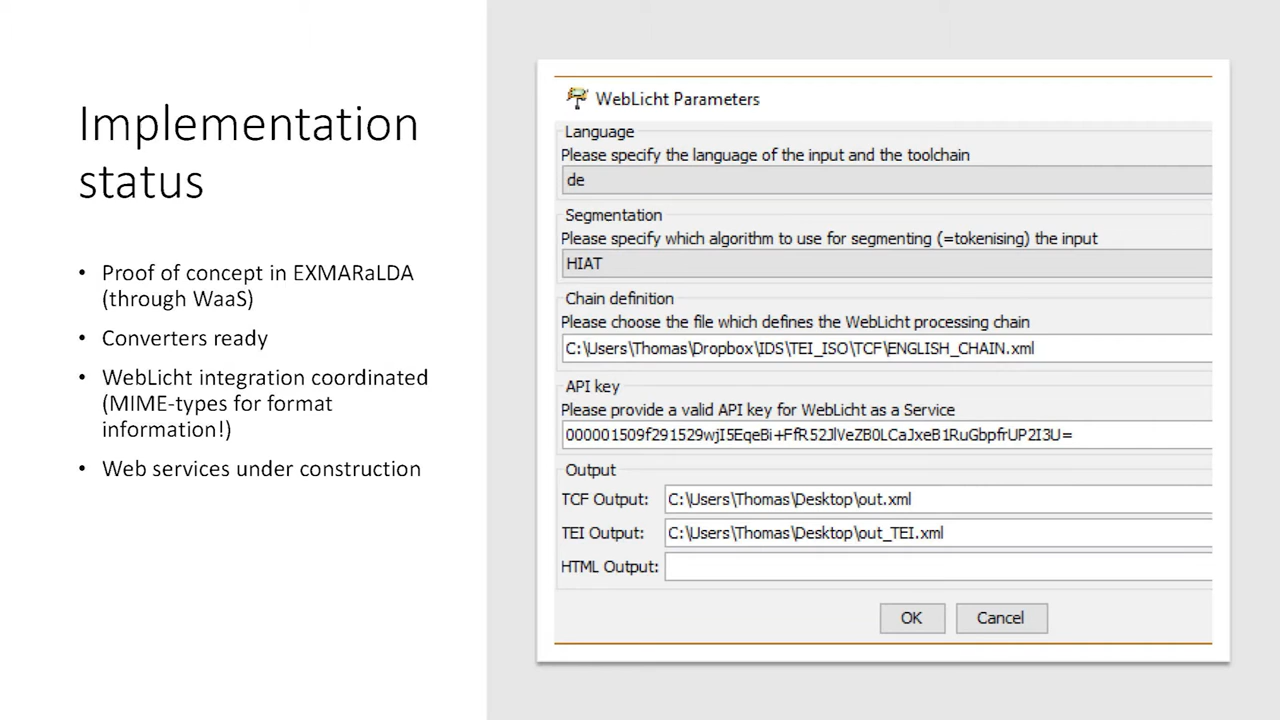 Implementation
status
• Proof of concept in EXMARaLDA
(through WaaS)
• Converters ready
• WebLicht integration coordinated
(MIME-types for format
information!)
• Web services under construction
WebLicht Parameters
Language
Please specify the language of the input and the toolchain
de
Segmentation
Please specify which algorithm to use for segmenting (=tokenising) the input
HIAT
Chain definition
Please choose the file which defines the WebLicht processing chain
C:\Users\Thomas\Dropbox\IDS\TEI_ISO\TCF\ENGLISH_CHAIN.xml
API key
Please provide a valid API key for WebLicht as a Service
000001509f291529wjI5EqeBi+FfR52JlVeZB0LCaJxeB1RuGbpfrUP2I3U=
Output
TCF Output: C:\Users\Thomas\Desktop\out.xml
TEI Output: C:\Users\Thomas\Desktop\out_TEI.xml
HTML Output:
OK Cancel